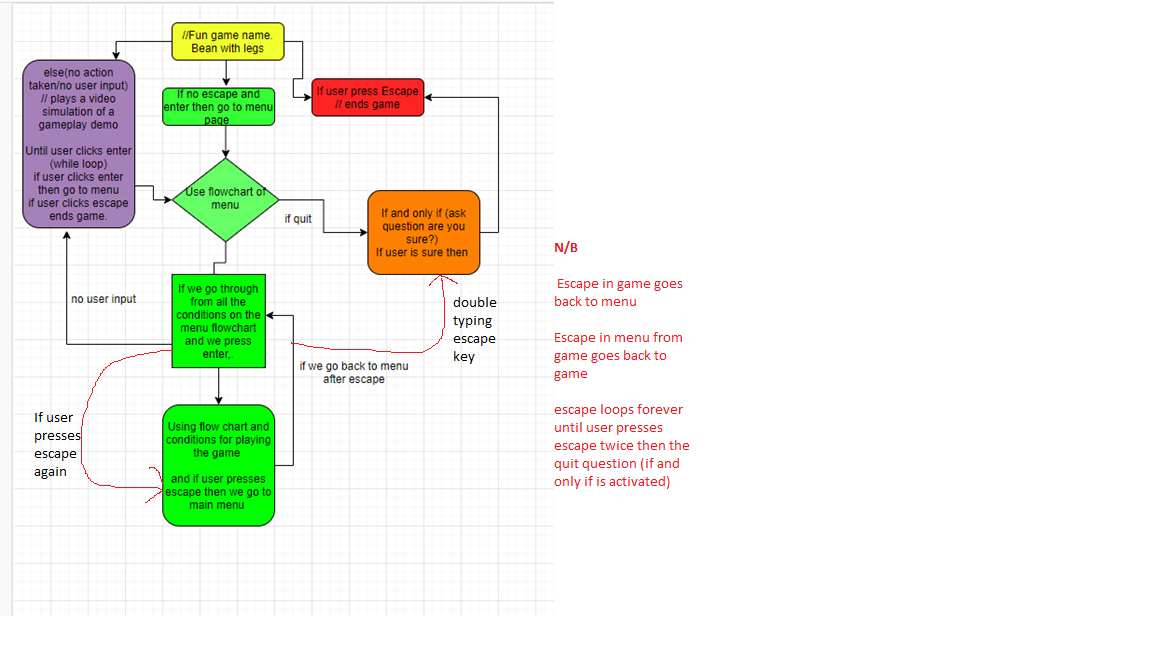 //Fun game name.
Bean with legs
else(no action
taken/no user input)
// plays a video
simulation of a
gameplay demo
Until user clicks enter
(while loop)
if user clicks enter
then go to menu
if user clicks escape
ends game.
If no escape and
enter then go to menu
page
If user press Escape
// ends game
Use flowchart of
menu
if quit
If and only if (ask
question are you
sure?)
If user is sure then
no user input
If we go through
from all the
conditions on the
menu flowchart
and we press
enter,.
double
typing
escape
key
if we go back to menu
after escape
If user
presses
escape
again
Using flow chart and
conditions for playing
the game
and if user presses
escape then we go to
main menu
N/B
Escape in game goes
back to menu
Escape in menu from
game goes back to
game
escape loops forever
until user presses
escape twice then the
quit question (if and
only if is activated)